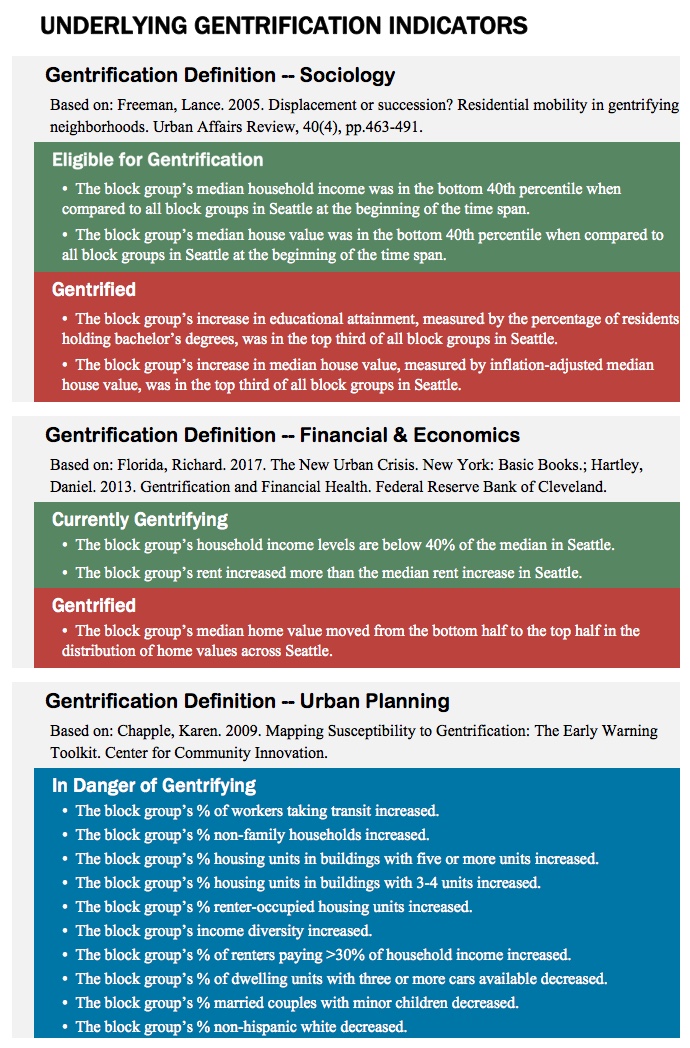 UNDERLYING GENTRIFICATION INDICATORS
Gentrification Definition -- Sociology
Based on: Freeman, Lance. 2005. Displacement or succession? Residential mobility in gentrifying
neighborhoods. Urban Affairs Review, 40(4), pp.463-491.
Eligible for Gentrification
• The block group’s median household income was in the bottom 40th percentile when
compared to all block groups in Seattle at the beginning of the time span.
• The block group’s median house value was in the bottom 40th percentile when compared to
all block groups in Seattle at the beginning of the time span.
Gentrified
• The block group’s increase in educational attainment, measured by the percentage of residents
holding bachelor’s degrees, was in the top third of all block groups in Seattle.
• The block group’s increase in median house value, measured by inflation-adjusted median
house value, was in the top third of all block groups in Seattle.
Gentrification Definition -- Financial & Economics
Based on: Florida, Richard. 2017. The New Urban Crisis. New York: Basic Books.; Hartley,
Daniel. 2013. Gentrification and Financial Health. Federal Reserve Bank of Cleveland.
Currently Gentrifying
• The block group’s household income levels are below 40% of the median in Seattle.
• The block group’s rent increased more than the median rent increase in Seattle.
Gentrified
• The block group’s median home value moved from the bottom half to the top half in the
distribution of home values across Seattle.
Gentrification Definition -- Urban Planning
Based on: Chapple, Karen. 2009. Mapping Susceptibility to Gentrification: The Early Warning
Toolkit. Center for Community Innovation.
In Danger of Gentrifying
• The block group’s % of workers taking transit increased.
• The block group’s % non-family households increased.
• The block group’s % housing units in buildings with five or more units increased.
• The block group’s % housing units in buildings with 3-4 units increased.
• The block group’s % renter-occupied housing units increased.
• The block group’s income diversity increased.
• The block group’s % of renters paying >30% of household income increased.
• The block group’s % of dwelling units with three or more cars available decreased.
• The block group’s % married couples with minor children decreased.
• The block group’s % non-hispanic white decreased.